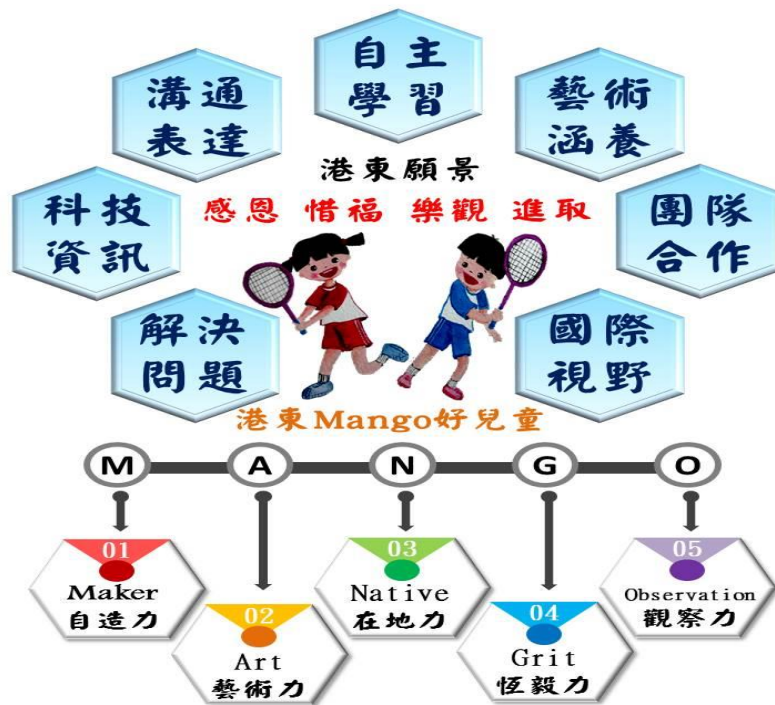 自主
學習
溝通
表達
藝術
涵養
港東願景
科技
資訊
感恩 惜福 樂觀 進取
團隊
合作
解決
問題
國際
視野
港東Mango好兒童
M A N G O
01
Maker
自造力
02
Art
藝術力
03
Native
在地力
04
Grit
恆毅力
05
Observation
觀察力